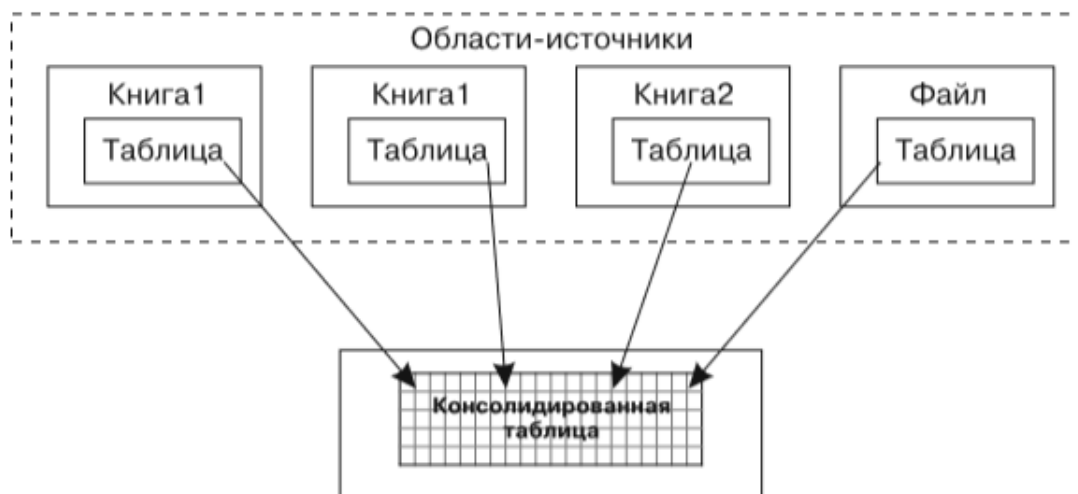 Области-источники
Книга1 Книга1 Книга2 Файл
Таблица Таблица Таблица Таблица
Консолидированная
таблица